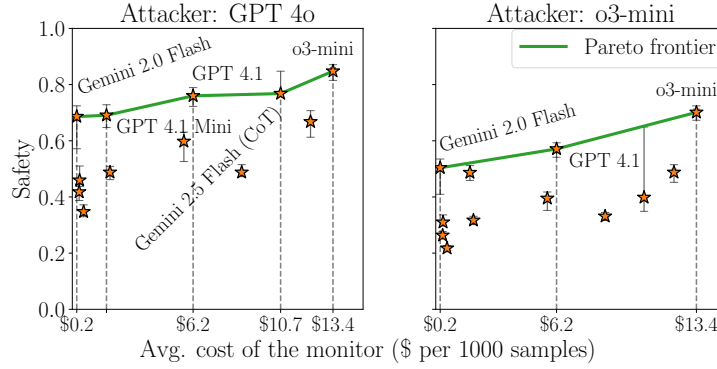 Attacker: GPT 4o
Attacker: o3-mini
Safety
1.0
0.8
0.6
0.4
0.2
0.0
Gemini 2.0 Flash
GPT 4.1 Mini
GPT 4.1
Gemini 2.5 Flash (CoT)
o3-mini
$0.2
$6.2
$10.7
$13.4
Pareto frontier
Gemini 2.0 Flash
GPT 4.1
o3-mini
$0.2
$6.2
$13.4
Avg. cost of the monitor ($ per 1000 samples)